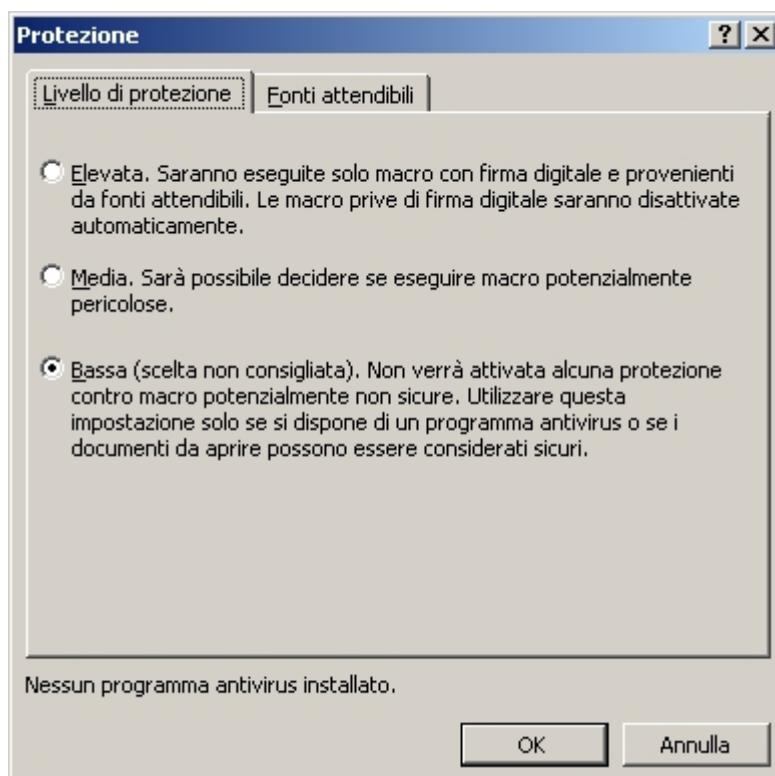 Protezione
Livello di protezione
Fonti attendibili
Elevata. Saranno eseguite solo macro con firma digitale e provenienti
da fonti attendibili. Le macro prive di firma digitale saranno disattivate
automaticamente.
Media. Sarà possibile decidere se eseguire macro potenzialmente
pericolose.
Bassa (scelta non consigliata). Non verrà attivata alcuna protezione
contro macro potenzialmente non sicure. Utilizzare questa
impostazione solo se si dispone di un programma antivirus o se i
documenti da aprire possono essere considerati sicuri.
Nessun programma antivirus installato.
OK
Annulla